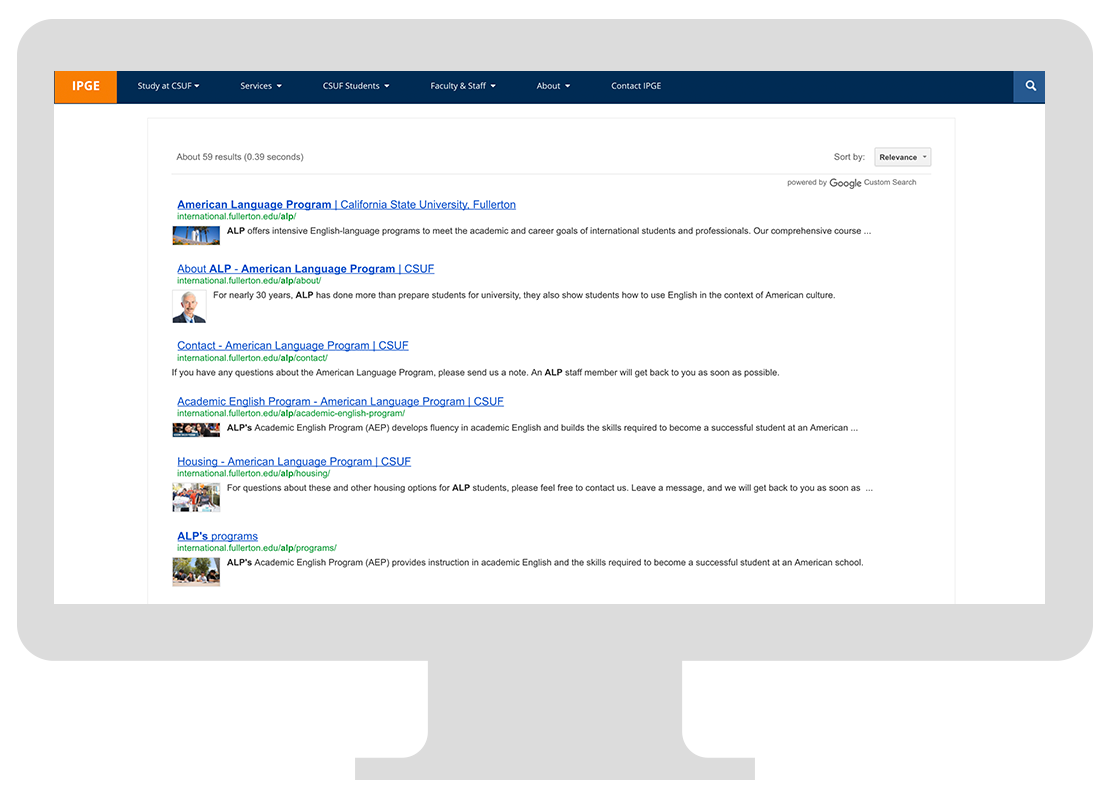 IPGE Study at CSUF Services CSUF Students Faculty & Staff About Contact IPGE
About 59 results (0.39 seconds) Sort by: Relevance
powered by Google Custom Search
American Language Program | California State University, Fullerton
international.fullerton.edu/alp/
ALP offers intensive English-language programs to meet the academic and career goals of international students and professionals. Our comprehensive course ...
About ALP - American Language Program | CSUF
international.fullerton.edu/alp/about/
For nearly 30 years, ALP has done more than prepare students for university, they also show students how to use English in the context of American culture.
Contact - American Language Program | CSUF
international.fullerton.edu/alp/contact/
If you have any questions about the American Language Program, please send us a note. An ALP staff member will get back to you as soon as possible.
Academic English Program - American Language Program | CSUF
international.fullerton.edu/alp/academic-english-program/
ALP's Academic English Program (AEP) develops fluency in academic English and builds the skills required to become a successful student at an American ...
Housing - American Language Program | CSUF
international.fullerton.edu/alp/housing/
For questions about these and other housing options for ALP students, please feel free to contact us. Leave a message, and we will get back to you as soon as ...
ALP's programs
international.fullerton.edu/alp/programs/
ALP's Academic English Program (AEP) provides instruction in academic English and the skills required to become a successful student at an American school.